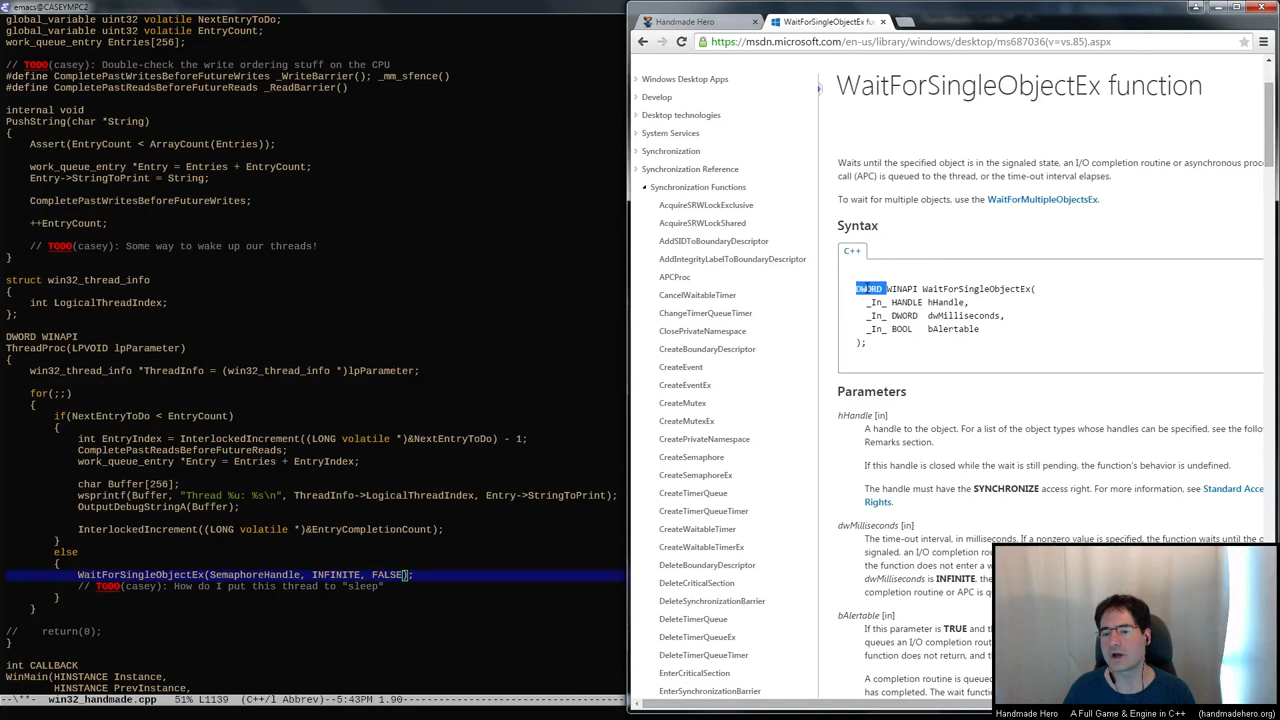 emacs@CASEYMPC2
global_variable uint32 volatile NextEntryToDo;
global_variable uint32 volatile EntryCount;
work_queue_entry Entries[256];
// TODO(casey): Double-check the write ordering stuff on the CPU
#define CompletePastWritesBeforeFutureWrites _WriteBarrier(); _mm_sfence()
#define CompletePastReadsBeforeFutureReads _ReadBarrier()
internal void
PushString(char *String)
{
Assert(EntryCount < ArrayCount(Entries));
work_queue_entry *Entry = Entries + EntryCount;
Entry->StringToPrint = String;
CompletePastWritesBeforeFutureWrites;
++EntryCount;
// TODO(casey): Some way to wake up our threads!
}
struct win32_thread_info
{
int LogicalThreadIndex;
};
DWORD WINAPI
ThreadProc(LPVOID lpParameter)
{
win32_thread_info *ThreadInfo = (win32_thread_info *)lpParameter;
for(;;)
{
if(NextEntryToDo < EntryCount)
{
int EntryIndex = InterlockedIncrement((LONG volatile *)&NextEntryToDo) - 1;
CompletePastReadsBeforeFutureReads;
work_queue_entry *Entry = Entries + EntryIndex;
char Buffer[256];
wsprintf(Buffer, "Thread %u: %s\n", ThreadInfo->LogicalThreadIndex, Entry->StringToPrint);
OutputDebugStringA(Buffer);
InterlockedIncrement((LONG volatile *)&EntryCompletionCount);
}
else
{
WaitForSingleObjectEx(SemaphoreHandle, INFINITE, FALSE);
// TODO(casey): How do I put this thread to "sleep"
}
}
// return(0);
}
int CALLBACK
WinMain(HINSTANCE Instance,
HINSTANCE PrevInstance,
-\**- win32_handmade.cpp 51% L1139 (C++/l Abbrev)--5:43PM 1.90
Handmade Hero
WaitForSingleObjectEx fun
https://msdn.microsoft.com/en-us/library/windows/desktop/ms687036(v=vs.85).aspx
Windows Desktop Apps
Develop
Desktop technologies
System Services
Synchronization
Synchronization Reference
Synchronization Functions
AcquireSRWLockExclusive
AcquireSRWLockShared
AddSIDToBoundaryDescriptor
AddIntegrityLabelToBoundaryDescriptor
APCProc
CancelWaitableTimer
ChangeTimerQueueTimer
ClosePrivateNamespace
CreateBoundaryDescriptor
CreateEvent
CreateEventEx
CreateMutex
CreateMutexEx
CreatePrivateNamespace
CreateSemaphore
CreateSemaphoreEx
CreateTimerQueue
CreateTimerQueueTimer
CreateWaitableTimer
CreateWaitableTimerEx
DeleteBoundaryDescriptor
DeleteCriticalSection
DeleteSynchronizationBarrier
DeleteTimerQueue
DeleteTimerQueueEx
DeleteTimerQueueTimer
EnterCriticalSection
EnterSynchronizationBarrier
WaitForSingleObjectEx function
Waits until the specified object is in the signaled state, an I/O completion routine or asynchronous proc
call (APC) is queued to the thread, or the time-out interval elapses.
To wait for multiple objects, use the WaitForMultipleObjectsEx.
Syntax
C++
DWORD WINAPI WaitForSingleObjectEx(
_In_ HANDLE hHandle,
_In_ DWORD dwMilliseconds,
_In_ BOOL bAlertable
);
Parameters
hHandle [in]
A handle to the object. For a list of the object types whose handles can be specified, see the follo
Remarks section.
If this handle is closed while the wait is still pending, the function's behavior is undefined.
The handle must have the SYNCHRONIZE access right. For more information, see Standard Acce
Rights.
dwMilliseconds [in]
The time-out interval, in milliseconds. If a nonzero value is specified, the function waits until the
signaled, an I/O completion
the function does not enter a w
dwMilliseconds is INFINITE, the
completion routine or APC is q
bAlertable [in]
If this parameter is TRUE and th
queues an I/O completion routi
function does not return, and th
A completion routine is queued
has completed. The wait functi
Handmade Hero A Full Game & Engine in C++ (handmadehero.org)